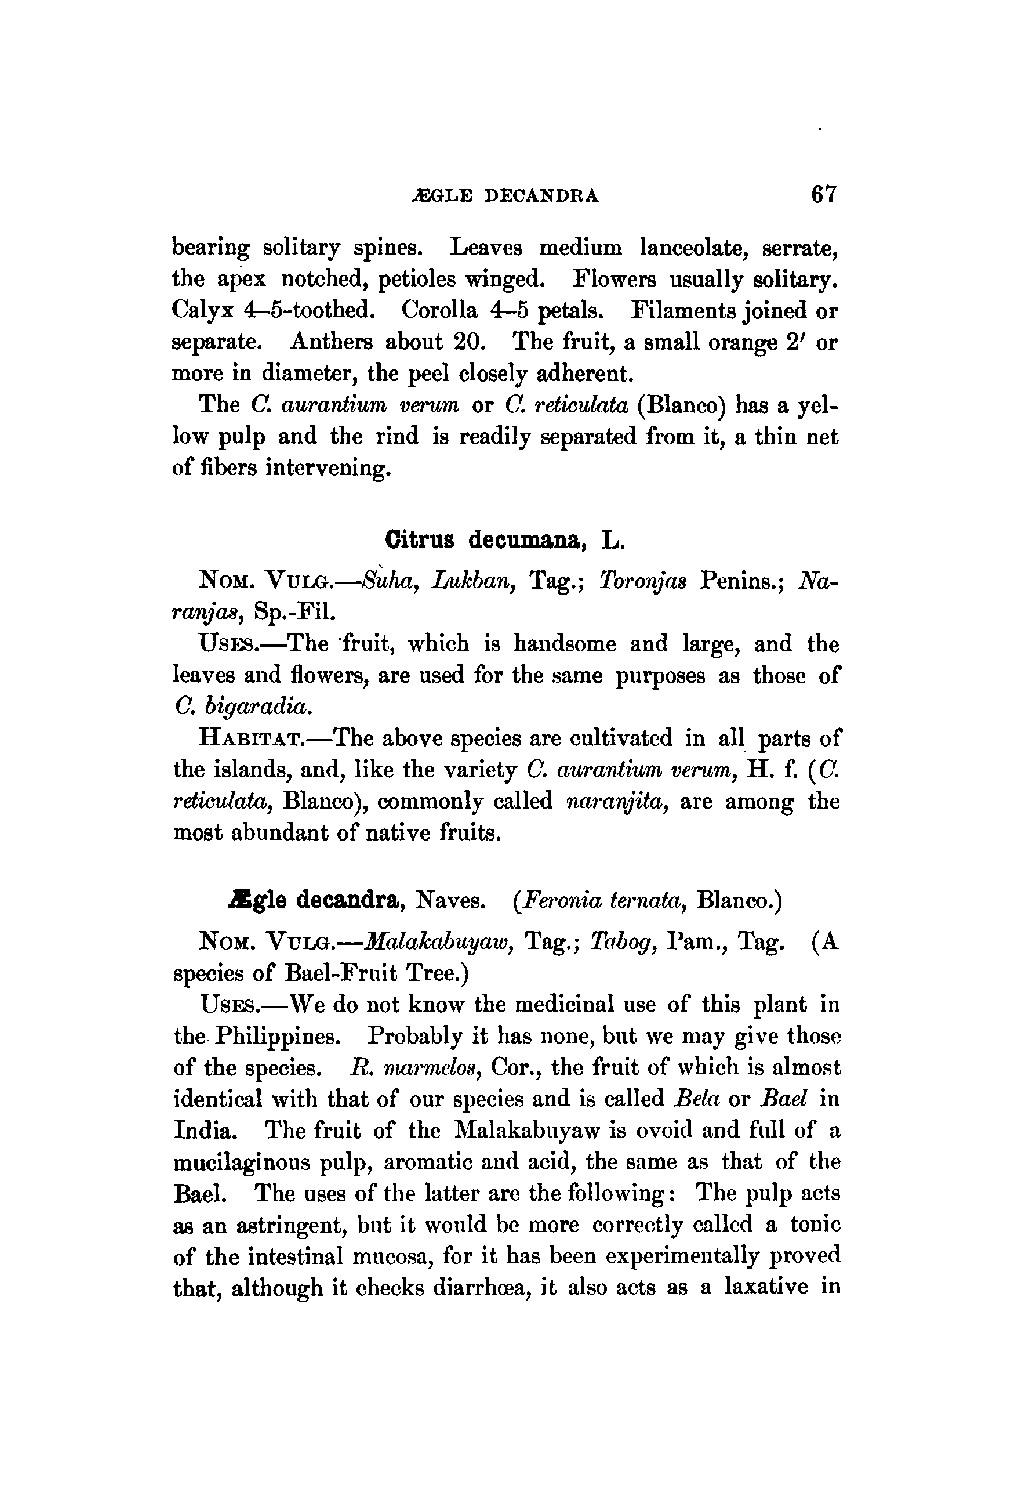 ÆGLE DECANDRA 67
bearing solitary spines. Leaves medium lanceolate, serrate,
the apex notched, petioles winged. Flowers usually solitary.
Calyx 4–5-toothed. Corolla 4–5 petals. Filaments joined or
separate. Anthers about 20. The fruit, a small orange 2′ or
more in diameter, the peel closely adherent.
The C. aurantium verum or C. reticulata (Blanco) has a yel-
low pulp and the rind is readily separated from it, a thin net
of fibers intervening.
Citrus decumana, L.
NOM. VULG.—Súha, Lukban, Tag.; Toronjas Penins.; Na-
ranjas, Sp.-Fil.
USES.—The fruit, which is handsome and large, and the
leaves and flowers, are used for the same purposes as those of
C. bigaradia.
HABITAT.—The above species are cultivated in all parts of
the islands, and, like the variety C. aurantium verum, H. f. (C.
reticulata, Blanco), commonly called naranjita, are among the
most abundant of native fruits.
Ægle decandra, Naves. (Feronia ternata, Blanco.)
NOM. VULG.—Malakabuyaw, Tag.; Tabog, Pam., Tag. (A
species of Bael-Fruit Tree.)
USES.—We do not know the medicinal use of this plant in
the Philippines. Probably it has none, but we may give those
of the species. R. marmelos, Cor., the fruit of which is almost
identical with that of our species and is called Bela or Bael in
India. The fruit of the Malakabuyaw is ovoid and full of a
mucilaginous pulp, aromatic and acid, the same as that of the
Bael. The uses of the latter are the following: The pulp acts
as an astringent, but it would be more correctly called a tonic
of the intestinal mucosa, for it has been experimentally proved
that, although it checks diarrhœa, it also acts as a laxative in